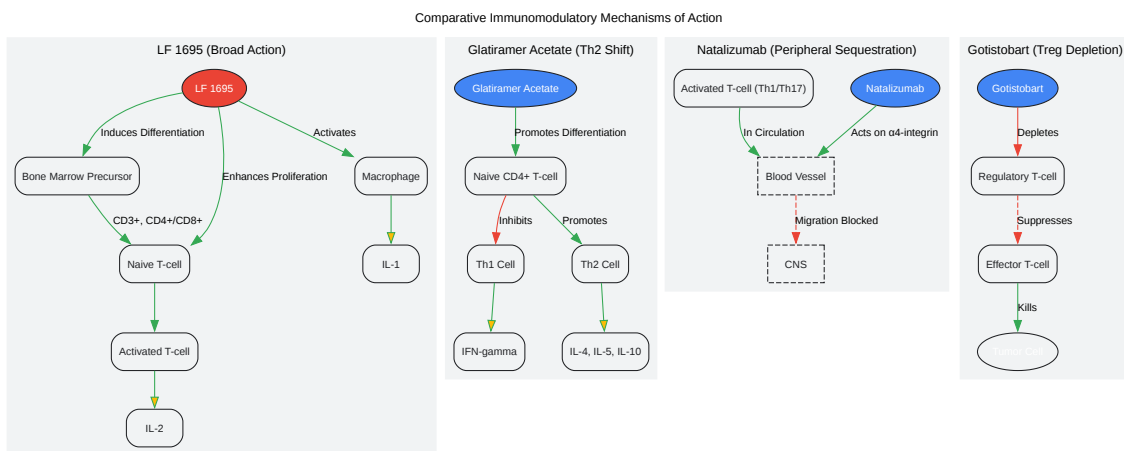 Comparative Immunomodulatory Mechanisms of Action
LF 1695 (Broad Action)
LF 1695
Induces Differentiation
Activates
Bone Marrow Precursor
Enhances Proliferation
Macrophage
CD3+, CD4+/CD8+
Naive T-cell
IL-1
Activated T-cell
IL-2
Glatiramer Acetate (Th2 Shift)
Glatiramer Acetate
Promotes Differentiation
Naive CD4+ T-cell
Inhibits
Promotes
Th1 Cell
Th2 Cell
IFN-gamma
IL-4, IL-5, IL-10
Natalizumab (Peripheral Sequestration)
Activated T-cell (Th1/Th17)
Natalizumab
In Circulation
Acts on α4-integrin
Blood Vessel
Migration Blocked
CNS
Gotistobart (Treg Depletion)
Gotistobart
Depletes
Regulatory T-cell
Suppresses
Effector T-cell
Kills
Tumor Cell